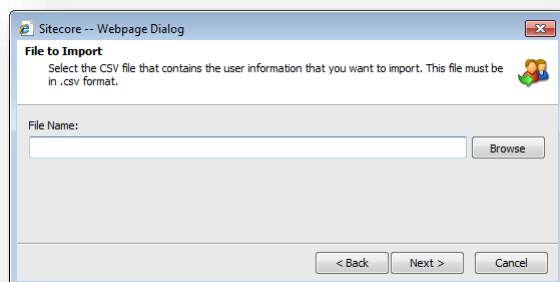 Sitecore -- Webpage Dialog
File to Import
Select the CSV file that contains the user information that you want to import. This file must be
in .csv format.
File Name:
Browse
< Back Next > Cancel